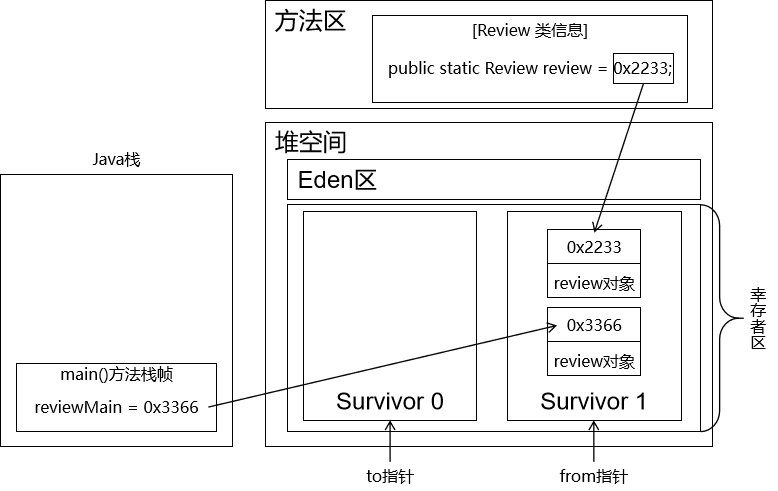 方法区
[Review 类信息]
public static Review review = 0x2233;
堆空间
Java栈
Eden区
0x2233
review对象
0x3366
review对象
幸存者区
main()方法栈帧
reviewMain = 0x3366
Survivor 0
Survivor 1
to指针
from指针